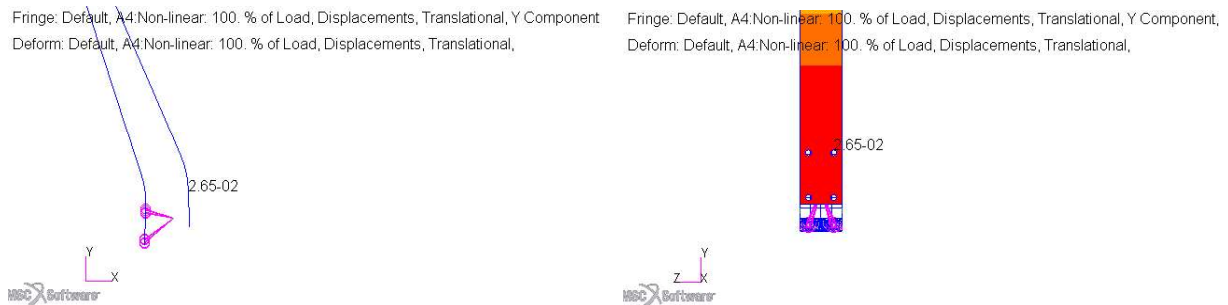 Fringe: Default, A4:Non-linear: 100. % of Load, Displacements, Translational, Y Component
Deform: Default, A4:Non-linear: 100. % of Load, Displacements, Translational,
2.65-02
Y
X
MSC Software
Fringe: Default, A4:Non-linear: 100. % of Load, Displacements, Translational, Y Component,
Deform: Default, A4:Non-linear: 100. % of Load, Displacements, Translational,
2.65-02
Y
Z X
MSC Software